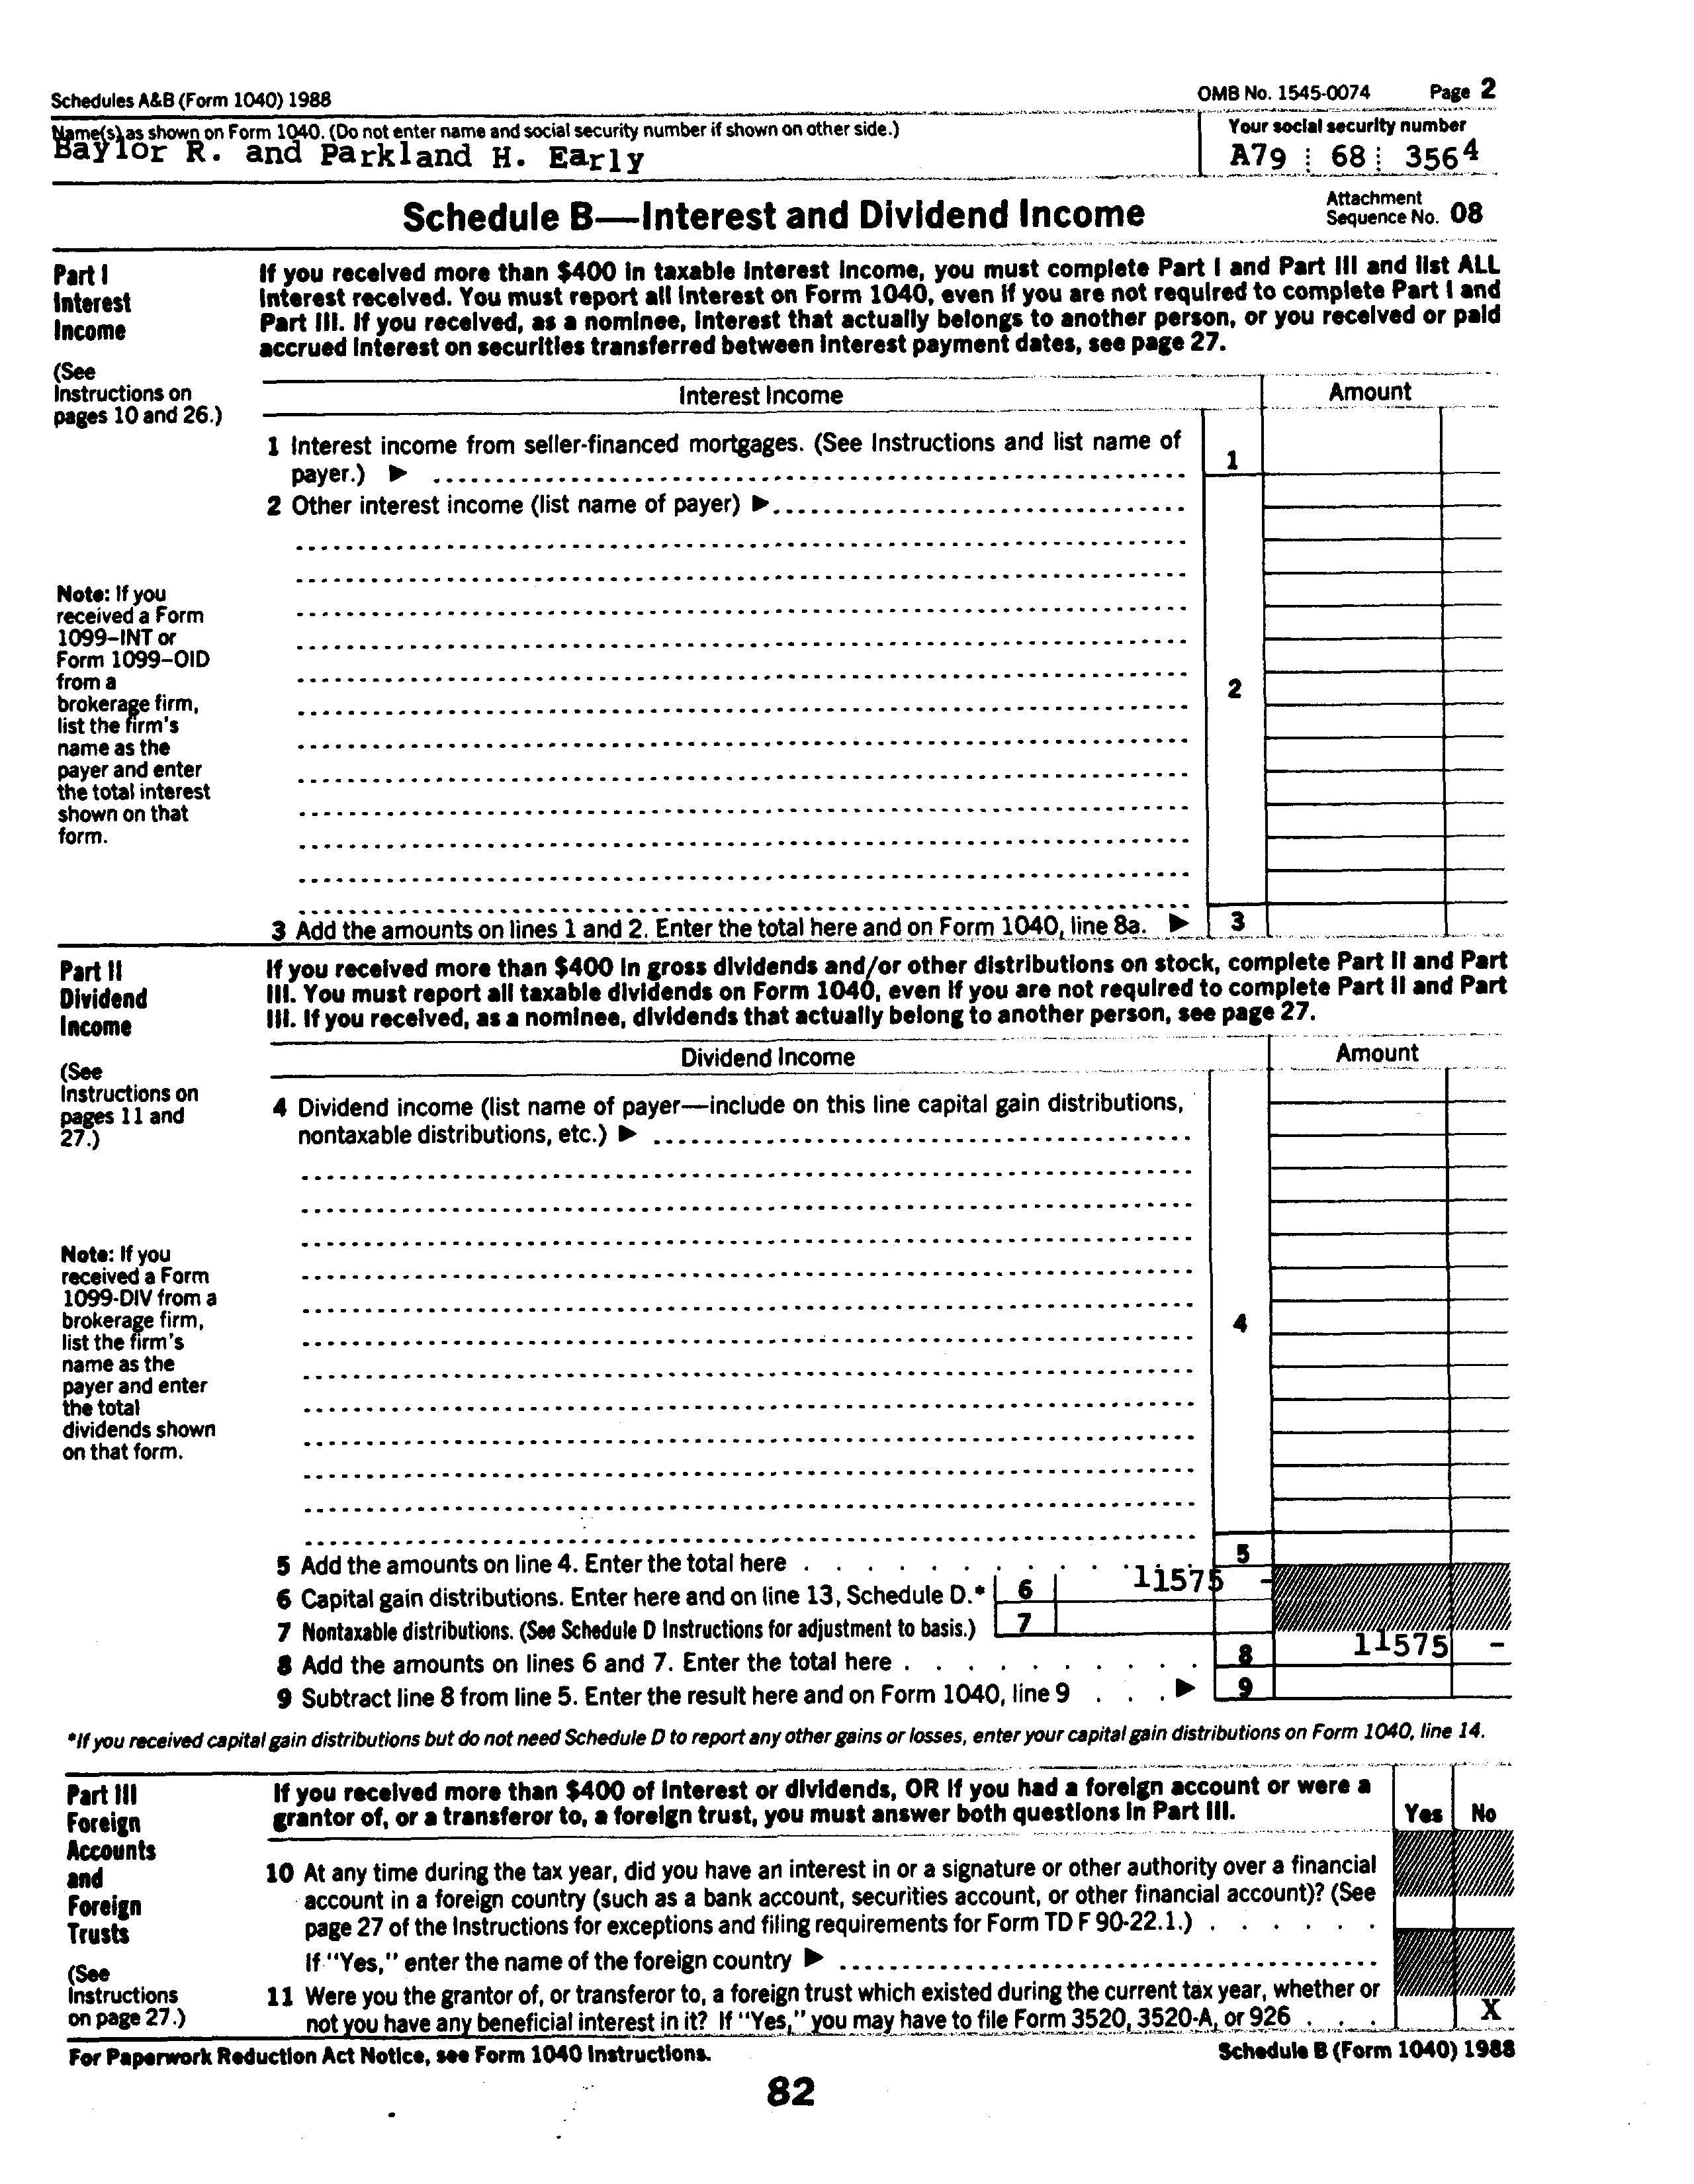 Schedules A&B (Form 1040) 1988
OMB No. 1545-0074
Page 2
Name(s) as shown on Form 1040. (Do not enter name and social security number if shown on other side.)
Your social security number
Baylor R. and Parkland H. Early
A79 68 3564
Schedule B—Interest and Dividend Income
Attachment
Sequence No. 08
Part I
Interest
Income
(See
Instructions on
pages 10 and 26.)
If you received more than $400 in taxable interest income, you must complete Part I and Part III and list ALL
interest received. You must report all interest on Form 1040, even if you are not required to complete Part I and
Part III. If you received, as a nominee, interest that actually belongs to another person, or you received or paid
accrued interest on securities transferred between interest payment dates, see page 27.
Interest Income
Amount
1 Interest income from seller-financed mortgages. (See Instructions and list name of
payer.) ▶
1
2 Other interest income (list name of payer) ▶
Note: If you
received a Form
1099–INT or
Form 1099–OID
from a
brokerage firm,
list the firm's
name as the
payer and enter
the total interest
shown on that
form.
2
3 Add the amounts on lines 1 and 2. Enter the total here and on Form 1040, line 8a. ▶
3
Part II
Dividend
Income
(See
Instructions on
pages 11 and
27.)
If you received more than $400 in gross dividends and/or other distributions on stock, complete Part II and Part
III. You must report all taxable dividends on Form 1040, even if you are not required to complete Part II and Part
III. If you received, as a nominee, dividends that actually belong to another person, see page 27.
Dividend Income
Amount
4 Dividend income (list name of payer—include on this line capital gain distributions,
nontaxable distributions, etc.) ▶
Note: If you
received a Form
1099-DIV from a
brokerage firm,
list the firm's
name as the
payer and enter
the total
dividends shown
on that form.
4
5 Add the amounts on line 4. Enter the total here . . . . . . . . . . . .
5
6 Capital gain distributions. Enter here and on line 13, Schedule D.* 6 11575 -
7 Nontaxable distributions. (See Schedule D Instructions for adjustment to basis.) 7
8 Add the amounts on lines 6 and 7. Enter the total here . . . . . . . . . . 8 11575 -
9 Subtract line 8 from line 5. Enter the result here and on Form 1040, line 9 . . . ▶ 9
*If you received capital gain distributions but do not need Schedule D to report any other gains or losses, enter your capital gain distributions on Form 1040, line 14.
Part III
Foreign
Accounts
and
Foreign
Trusts
(See
Instructions
on page 27.)
If you received more than $400 of interest or dividends, OR if you had a foreign account or were a
grantor of, or a transferor to, a foreign trust, you must answer both questions in Part III.
Yes No
10 At any time during the tax year, did you have an interest in or a signature or other authority over a financial
account in a foreign country (such as a bank account, securities account, or other financial account)? (See
page 27 of the Instructions for exceptions and filing requirements for Form TD F 90-22.1.) . . . . . .
If "Yes," enter the name of the foreign country ▶
11 Were you the grantor of, or transferor to, a foreign trust which existed during the current tax year, whether or
not you have any beneficial interest in it? If "Yes," you may have to file Form 3520, 3520-A, or 926 . . . X
For Paperwork Reduction Act Notice, see Form 1040 Instructions.
Schedule B (Form 1040) 1988
82